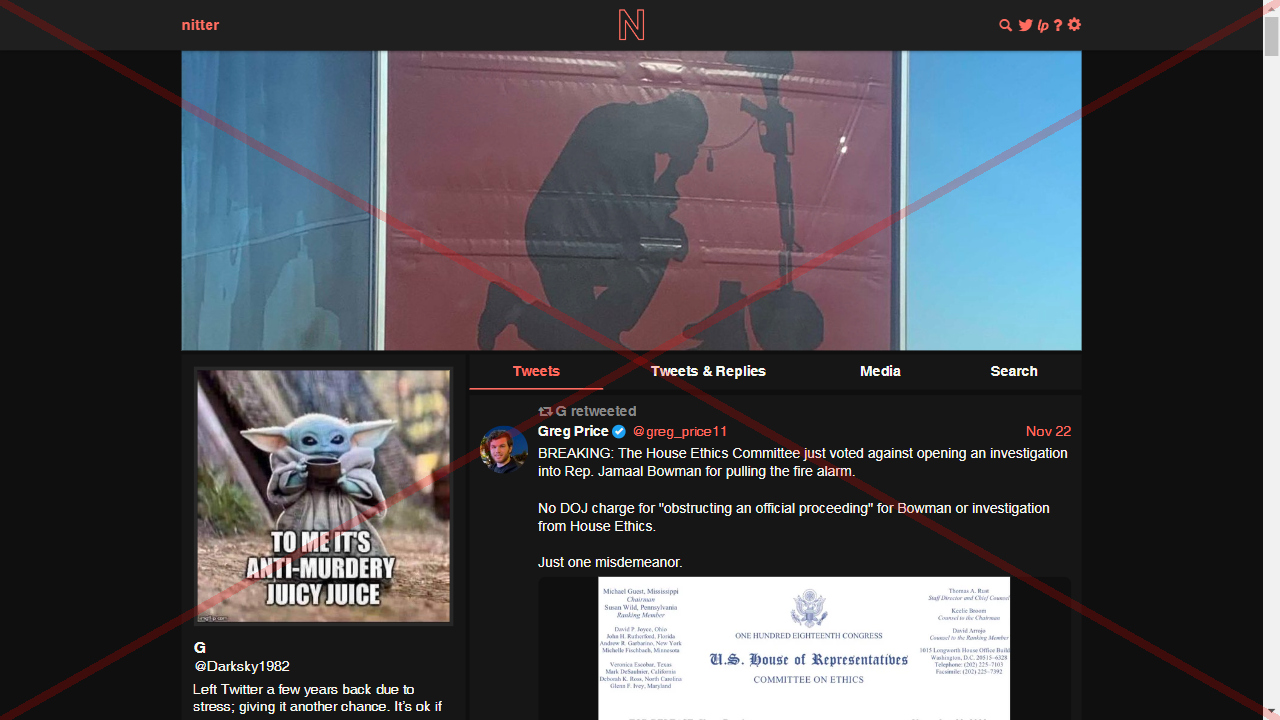 nitter
N
lp ?
Tweets
Tweets & Replies
Media
Search
TO ME IT'S
ANTI-MURDERY
JUICY JUICE
G
@Darkside702
Left Twitter a few years back due to
stress; giving it another chance. It's ok if
G retweeted
Greg Price @greg_price11 Nov 22
BREAKING: The House Ethics Committee just voted against opening an investigation
into Rep. Jamaal Bowman for pulling the fire alarm.
No DOJ charge for "obstructing an official proceeding" for Bowman or investigation
from House Ethics.
Just one misdemeanor.
Michael Guest, Mississippi
Chairman
Susan Wild, Pennsylvania
Ranking Member
David P. Joyce, Ohio
John H. Rutherford, Florida
Andrew R. Garbarino, New York
Michelle Fischbach, Minnesota
Veronica Escobar, Texas
Mark DeSaulnier, California
Deborah K. Ross, North Carolina
Glenn F. Ivey, Maryland
ONE HUNDRED EIGHTEENTH CONGRESS
U.S. House of Representatives
COMMITTEE ON ETHICS
Thomas A. Rust
Staff Director and Chief Counsel
Keelie Broom
Counsel to the Chairman
David Arrojo
Counsel to the Ranking Member
1015 Longworth House Office Build
Washington, D.C. 20515-6328
Telephone: (202) 225-7103
Facsimile: (202) 225-7392